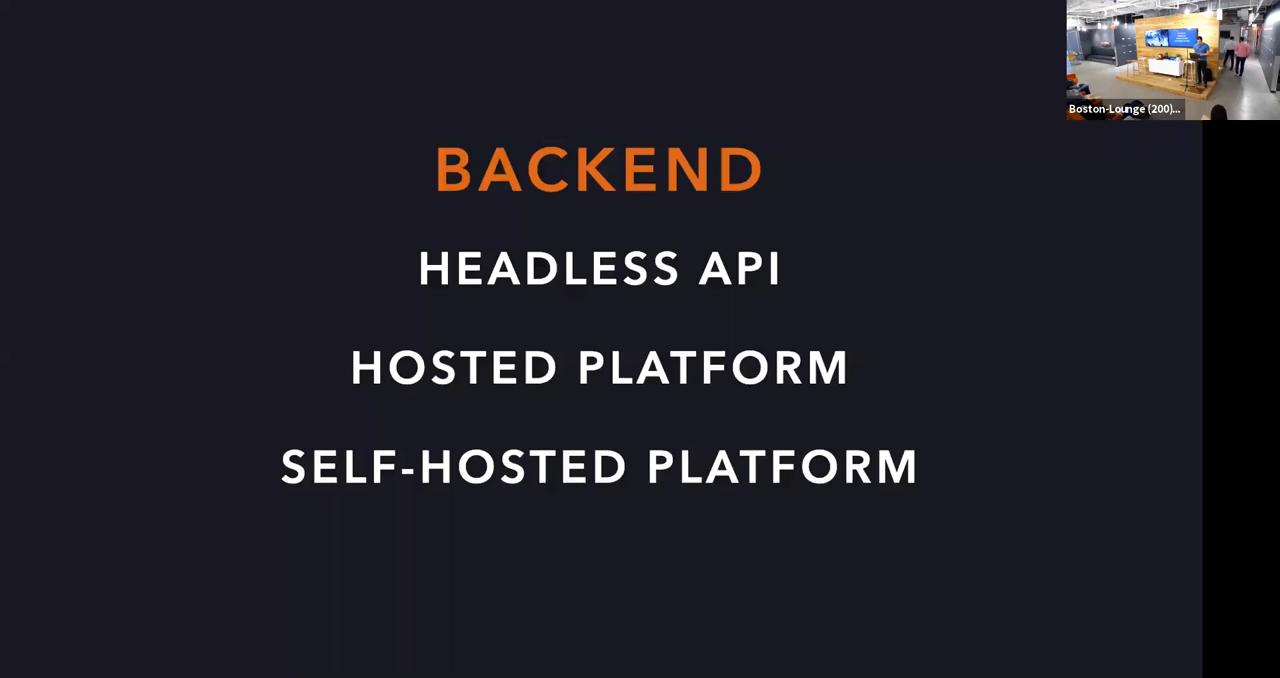 BACKEND
HEADLESS API
HOSTED PLATFORM
SELF-HOSTED PLATFORM
Boston-Lounge (200)...